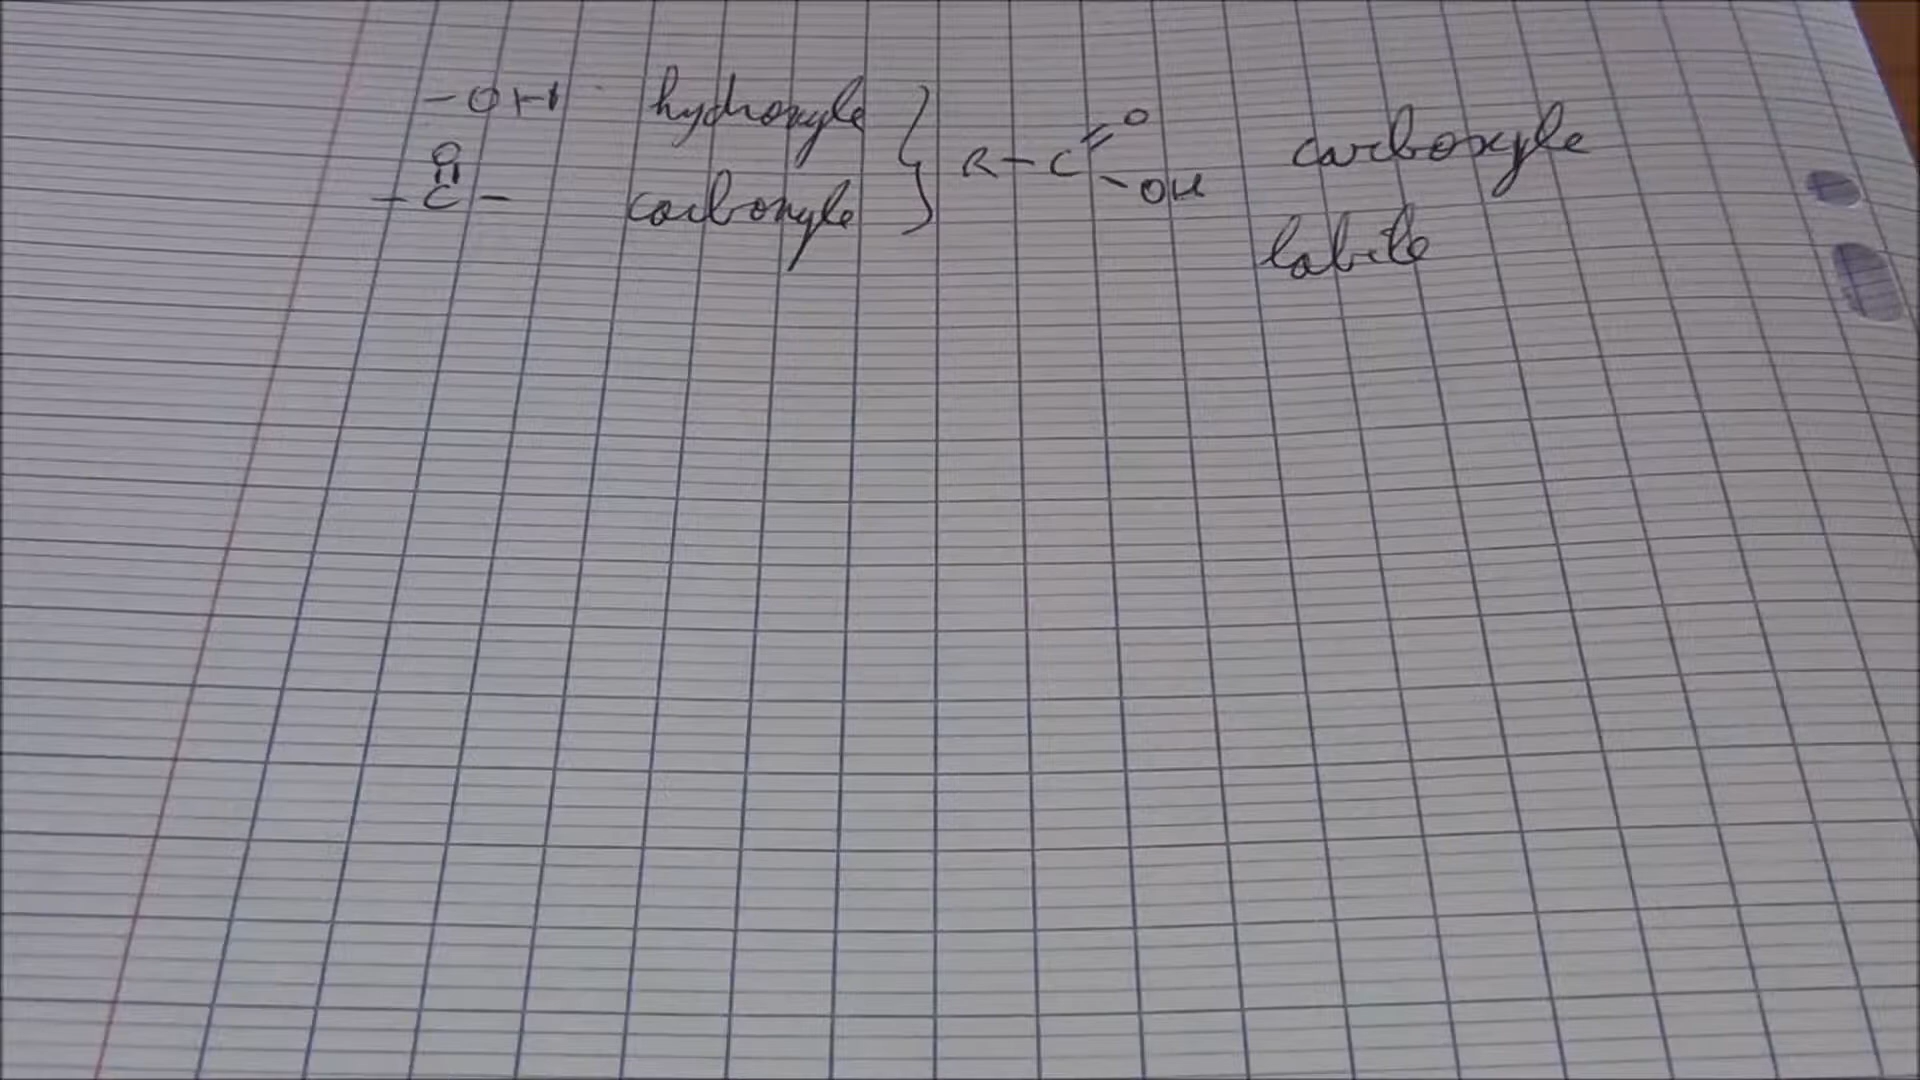 -OH hydroxyle
O
-C- carbonyle
R-C
=O
-OH
carboxyle
labile